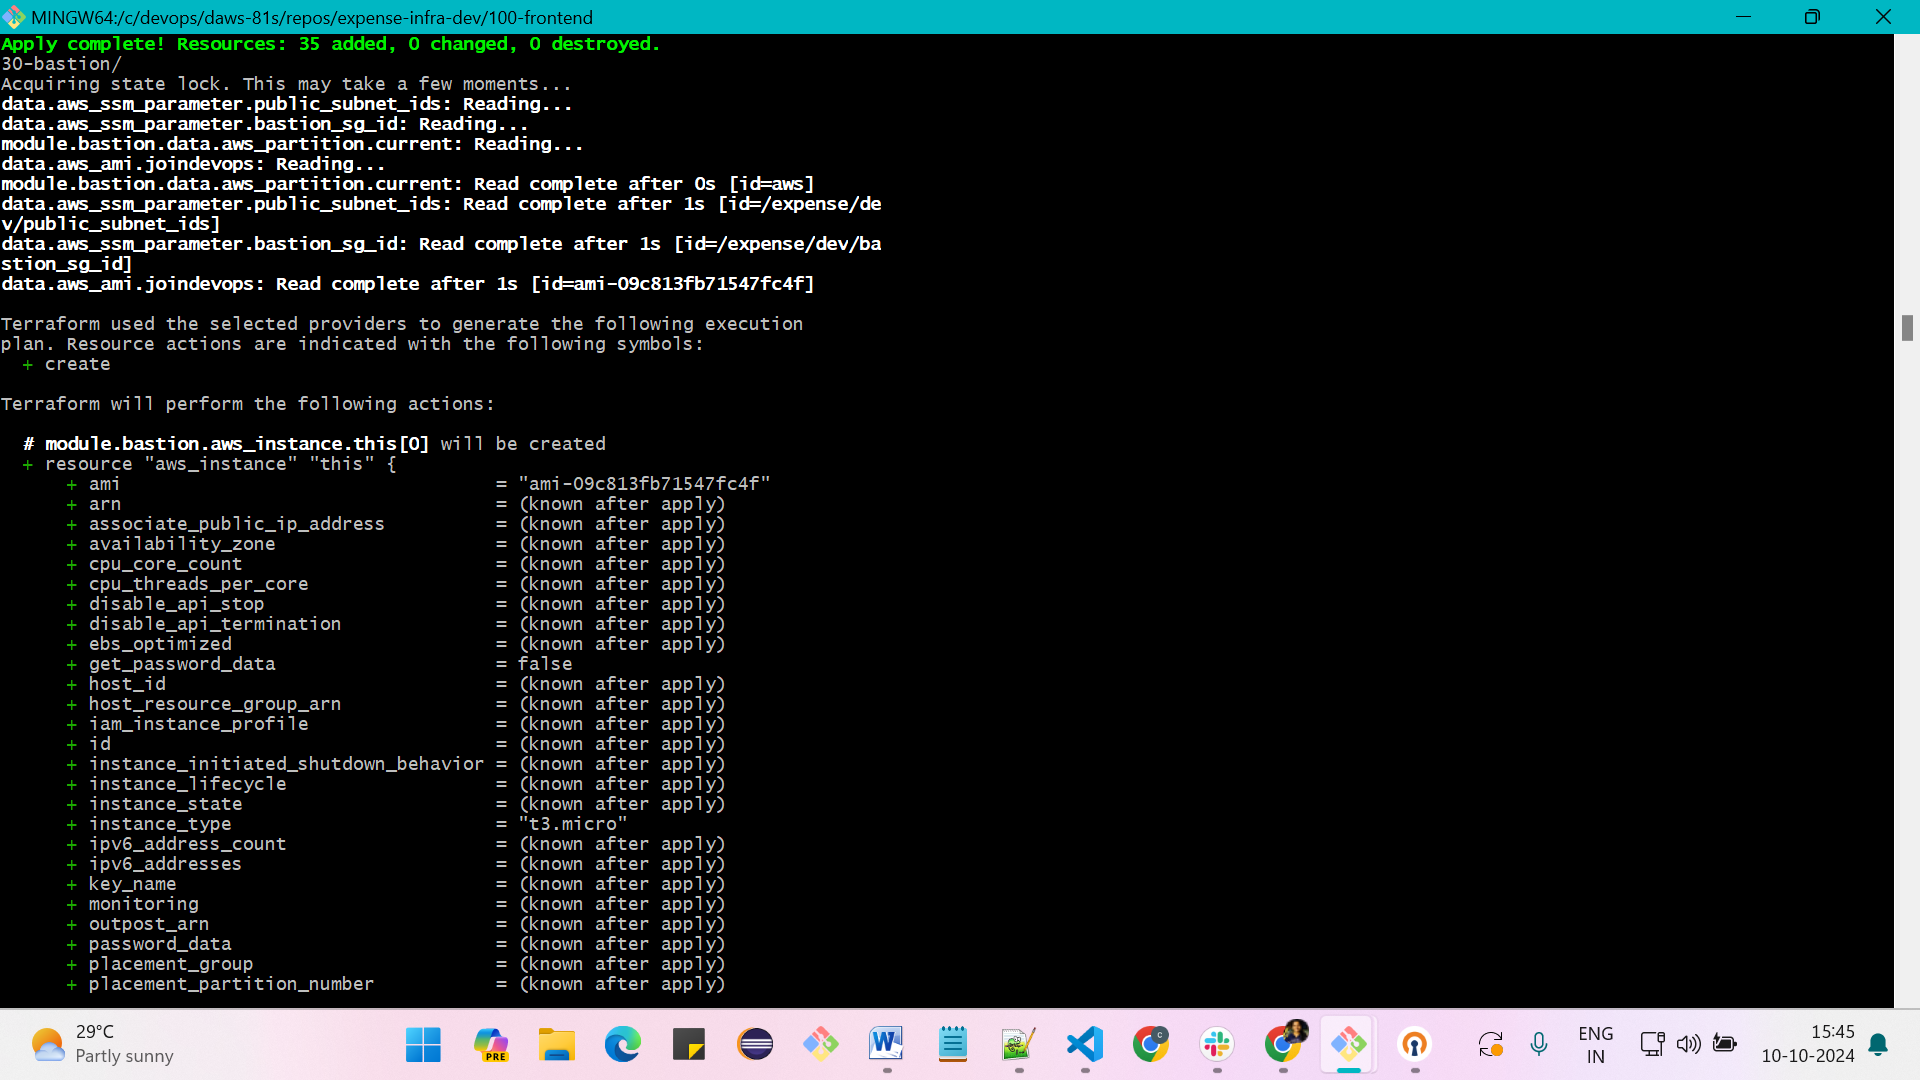 MINGW64:/c/devops/daws-81s/repos/expense-infra-dev/100-frontend
Apply complete! Resources: 35 added, 0 changed, 0 destroyed.
30-bastion/
Acquiring state lock. This may take a few moments...
data.aws_ssm_parameter.public_subnet_ids: Reading...
data.aws_ssm_parameter.bastion_sg_id: Reading...
module.bastion.data.aws_partition.current: Reading...
data.aws_ami.joindevops: Reading...
module.bastion.data.aws_partition.current: Read complete after 0s [id=aws]
data.aws_ssm_parameter.public_subnet_ids: Read complete after 1s [id=/expense/de
v/public_subnet_ids]
data.aws_ssm_parameter.bastion_sg_id: Read complete after 1s [id=/expense/dev/ba
stion_sg_id]
data.aws_ami.joindevops: Read complete after 1s [id=ami-09c813fb71547fc4f]
Terraform used the selected providers to generate the following execution
plan. Resource actions are indicated with the following symbols:
+ create
Terraform will perform the following actions:
# module.bastion.aws_instance.this[0] will be created
+ resource "aws_instance" "this" {
+ ami = "ami-09c813fb71547fc4f"
+ arn = (known after apply)
+ associate_public_ip_address = (known after apply)
+ availability_zone = (known after apply)
+ cpu_core_count = (known after apply)
+ cpu_threads_per_core = (known after apply)
+ disable_api_stop = (known after apply)
+ disable_api_termination = (known after apply)
+ ebs_optimized = (known after apply)
+ get_password_data = false
+ host_id = (known after apply)
+ host_resource_group_arn = (known after apply)
+ iam_instance_profile = (known after apply)
+ id = (known after apply)
+ instance_initiated_shutdown_behavior = (known after apply)
+ instance_lifecycle = (known after apply)
+ instance_state = (known after apply)
+ instance_type = "t3.micro"
+ ipv6_address_count = (known after apply)
+ ipv6_addresses = (known after apply)
+ key_name = (known after apply)
+ monitoring = (known after apply)
+ outpost_arn = (known after apply)
+ password_data = (known after apply)
+ placement_group = (known after apply)
+ placement_partition_number = (known after apply)
29°C
Partly sunny
PRE
ENG
IN
15:45
10-10-2024